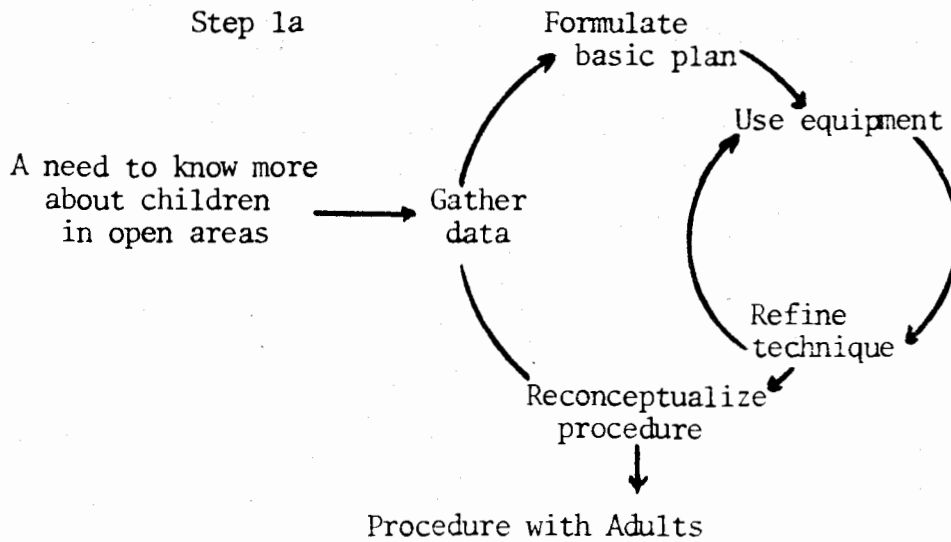 Step 1a
Formulate
basic plan
Use equipment
A need to know more
about children
in open areas
Gather
data
Refine
technique
Reconceptualize
procedure
Procedure with Adults